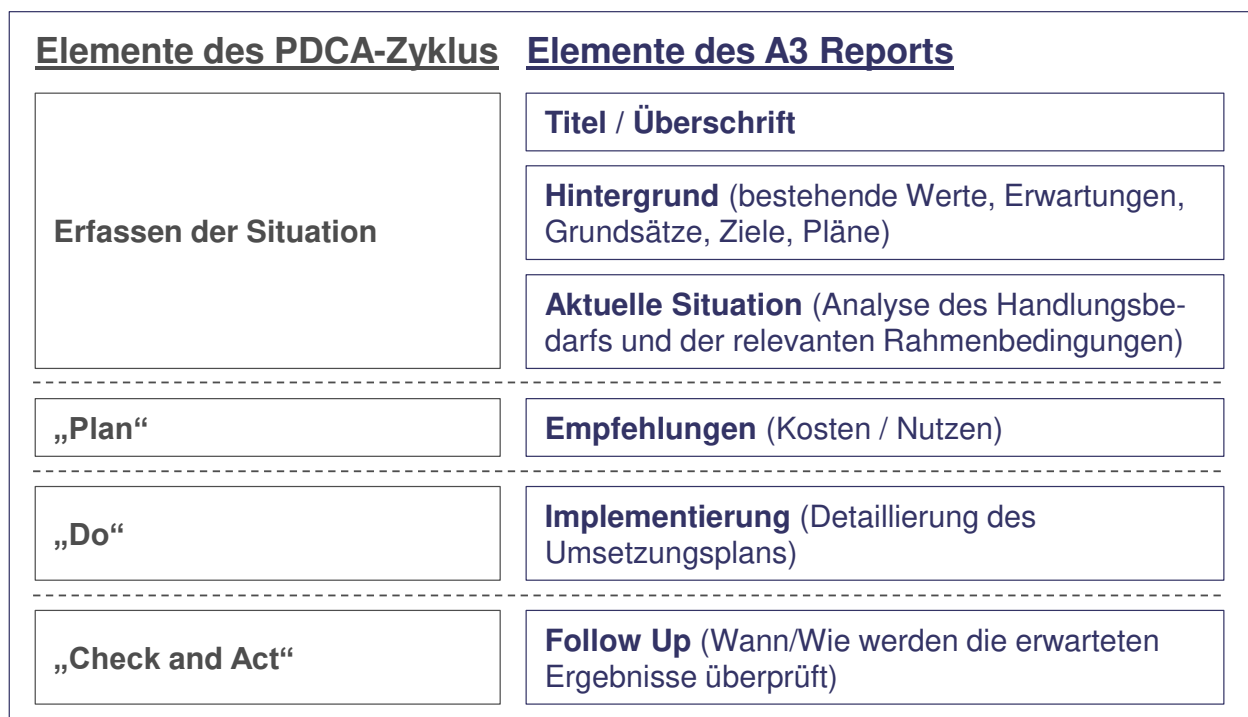 Elemente des PDCA-Zyklus
Elemente des A3 Reports
Erfassen der Situation
Titel / Überschrift
Hintergrund (bestehende Werte, Erwartungen,
Grundsätze, Ziele, Pläne)
Aktuelle Situation (Analyse des Handlungsbe-
darfs und der relevanten Rahmenbedingungen)
„Plan“
Empfehlungen (Kosten / Nutzen)
„Do“
Implementierung (Detaillierung des
Umsetzungsplans)
„Check and Act“
Follow Up (Wann/Wie werden die erwarteten
Ergebnisse überprüft)